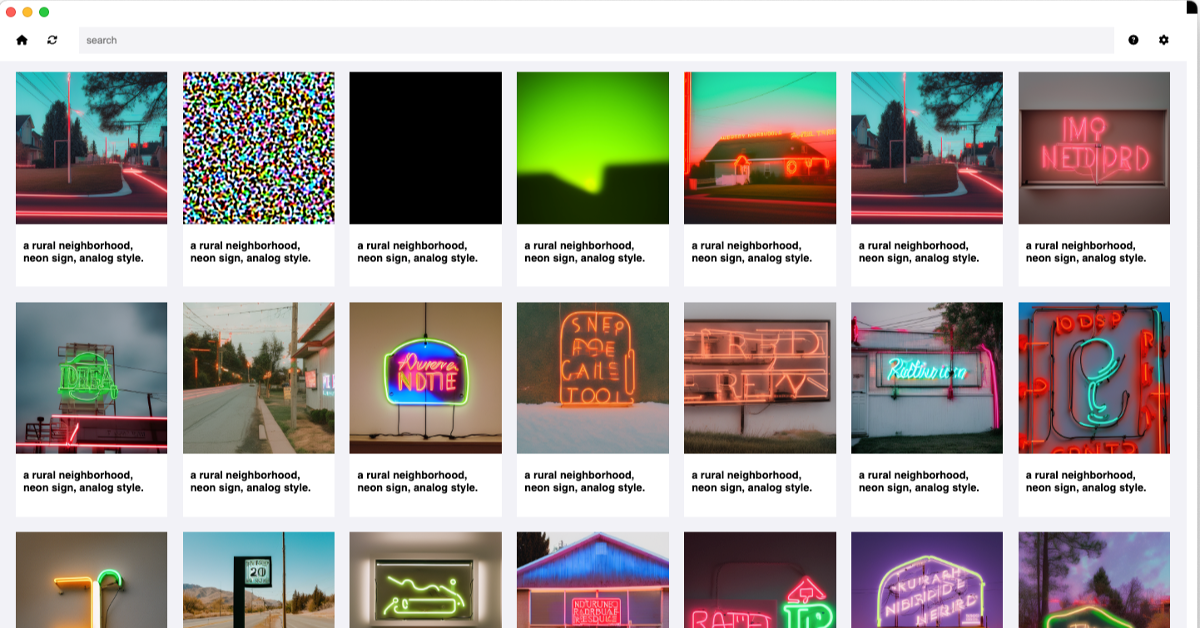 search
a rural neighborhood,
neon sign, analog style.
a rural neighborhood,
neon sign, analog style.
a rural neighborhood,
neon sign, analog style.
a rural neighborhood,
neon sign, analog style.
a rural neighborhood,
neon sign, analog style.
a rural neighborhood,
neon sign, analog style.
IMO
NETDDRD
a rural neighborhood,
neon sign, analog style.
NOTIE
SNEP
AOE
CAILE
TOOL
a rural neighborhood,
neon sign, analog style.
a rural neighborhood,
neon sign, analog style.
a rural neighborhood,
neon sign, analog style.
a rural neighborhood,
neon sign, analog style.
a rural neighborhood,
neon sign, analog style.
a rural neighborhood,
neon sign, analog style.
a rural neighborhood,
neon sign, analog style.
20